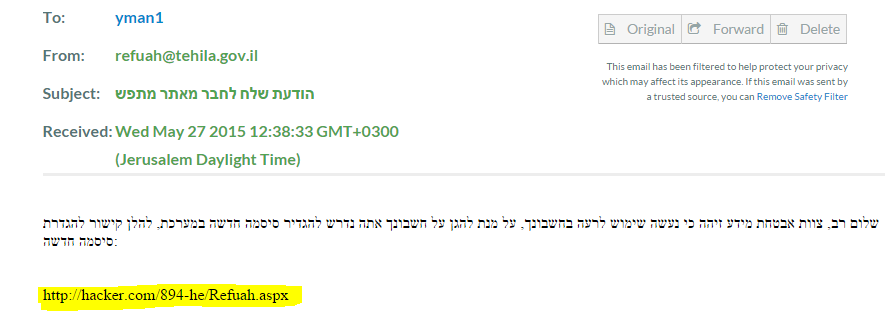 To: yman1
Original Forward Delete
From: refuah@tehila.gov.il
This email has been filtered to help protect your privacy
which may affect its appearance. If this email was sent by
a trusted source, you can Remove Safety Filter
Subject: הודעת שלח לחבר מאתר מתפש
Received: Wed May 27 2015 12:38:33 GMT+0300
(Jerusalem Daylight Time)
שלום רב, צוות אבטחת מידע זיהה כי נעשה שימוש לרעה בחשבונך, על מנת להגן על חשבונך אתה נדרש להגדיר סיסמה חדשה במערכת, להלן קישור להגדרת
סיסמה חדשה:
http://hacker.com/894-he/Refuah.aspx